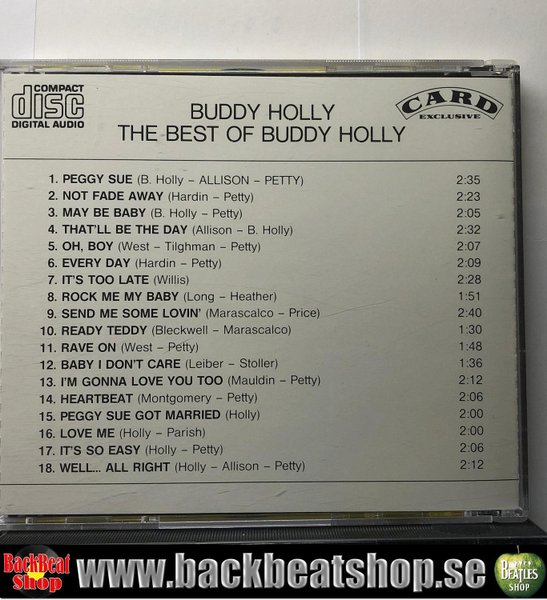 COMPACT
disc
DIGITAL AUDIO
BUDDY HOLLY
THE BEST OF BUDDY HOLLY
CARD
EXCLUSIVE
1. PEGGY SUE (B. Holly – ALLISON – PETTY) 2:35
2. NOT FADE AWAY (Hardin – Petty) 2:23
3. MAY BE BABY (B. Holly – Petty) 2:05
4. THAT'LL BE THE DAY (Allison – B. Holly) 2:32
5. OH, BOY (West – Tilghman – Petty) 2:07
6. EVERY DAY (Hardin – Petty) 2:09
7. IT'S TOO LATE (Willis) 2:28
8. ROCK ME MY BABY (Long – Heather) 1:51
9. SEND ME SOME LOVIN' (Marascalco – Price) 2:40
10. READY TEDDY (Bleckwell – Marascalco) 1:30
11. RAVE ON (West – Petty) 1:48
12. BABY I DON'T CARE (Leiber – Stoller) 1:36
13. I'M GONNA LOVE YOU TOO (Mauldin – Petty) 2:12
14. HEARTBEAT (Montgomery – Petty) 2:06
15. PEGGY SUE GOT MARRIED (Holly) 2:00
16. LOVE ME (Holly – Parish) 2:00
17. IT'S SO EASY (Holly – Petty) 2:06
18. WELL... ALL RIGHT (Holly – Allison – Petty) 2:12
BackBeat
Shop
www.backbeatshop.se
BEATLES
SHOP